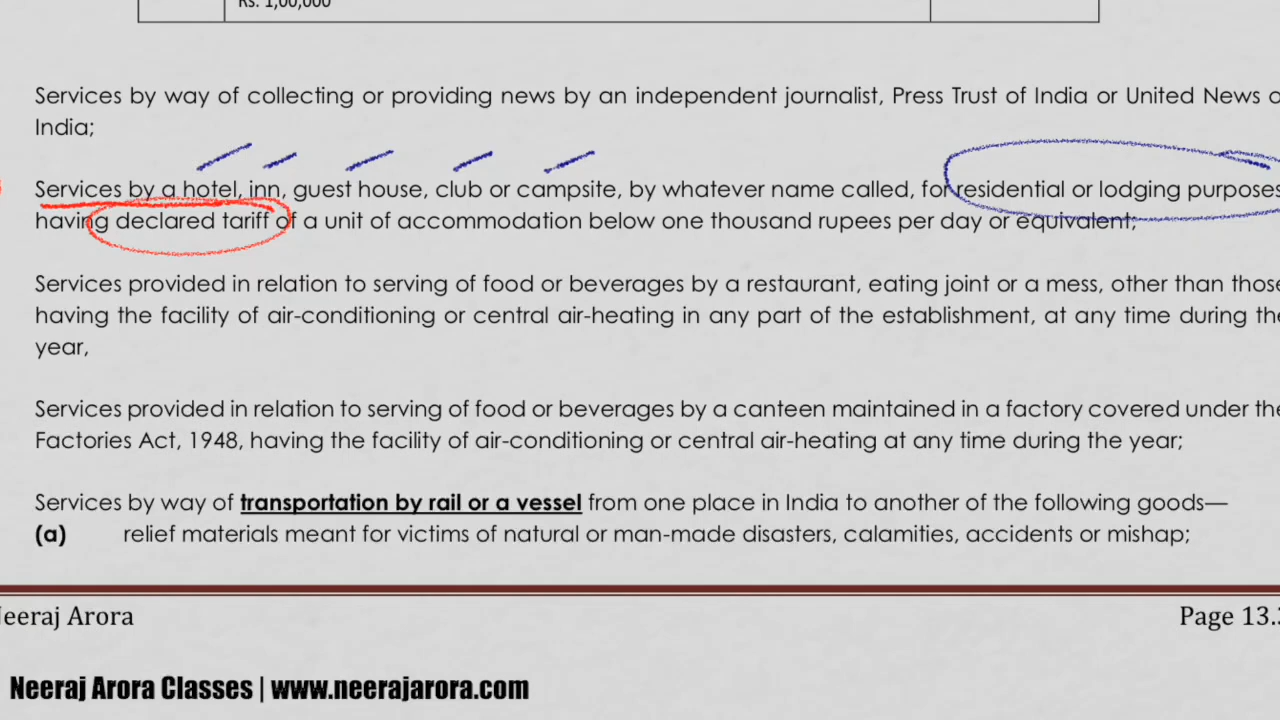 Rs. 1,00,000
Services by way of collecting or providing news by an independent journalist, Press Trust of India or United News
India;
Services by a hotel, inn, guest house, club or campsite, by whatever name called, for residential or lodging purposes
having declared tariff of a unit of accommodation below one thousand rupees per day or equivalent;
Services provided in relation to serving of food or beverages by a restaurant, eating joint or a mess, other than those
having the facility of air-conditioning or central air-heating in any part of the establishment, at any time during the
year,
Services provided in relation to serving of food or beverages by a canteen maintained in a factory covered under the
Factories Act, 1948, having the facility of air-conditioning or central air-heating at any time during the year;
Services by way of transportation by rail or a vessel from one place in India to another of the following goods—
(a) relief materials meant for victims of natural or man-made disasters, calamities, accidents or mishap;
Neeraj Arora Page 13.
Neeraj Arora Classes | www.neerajarora.com